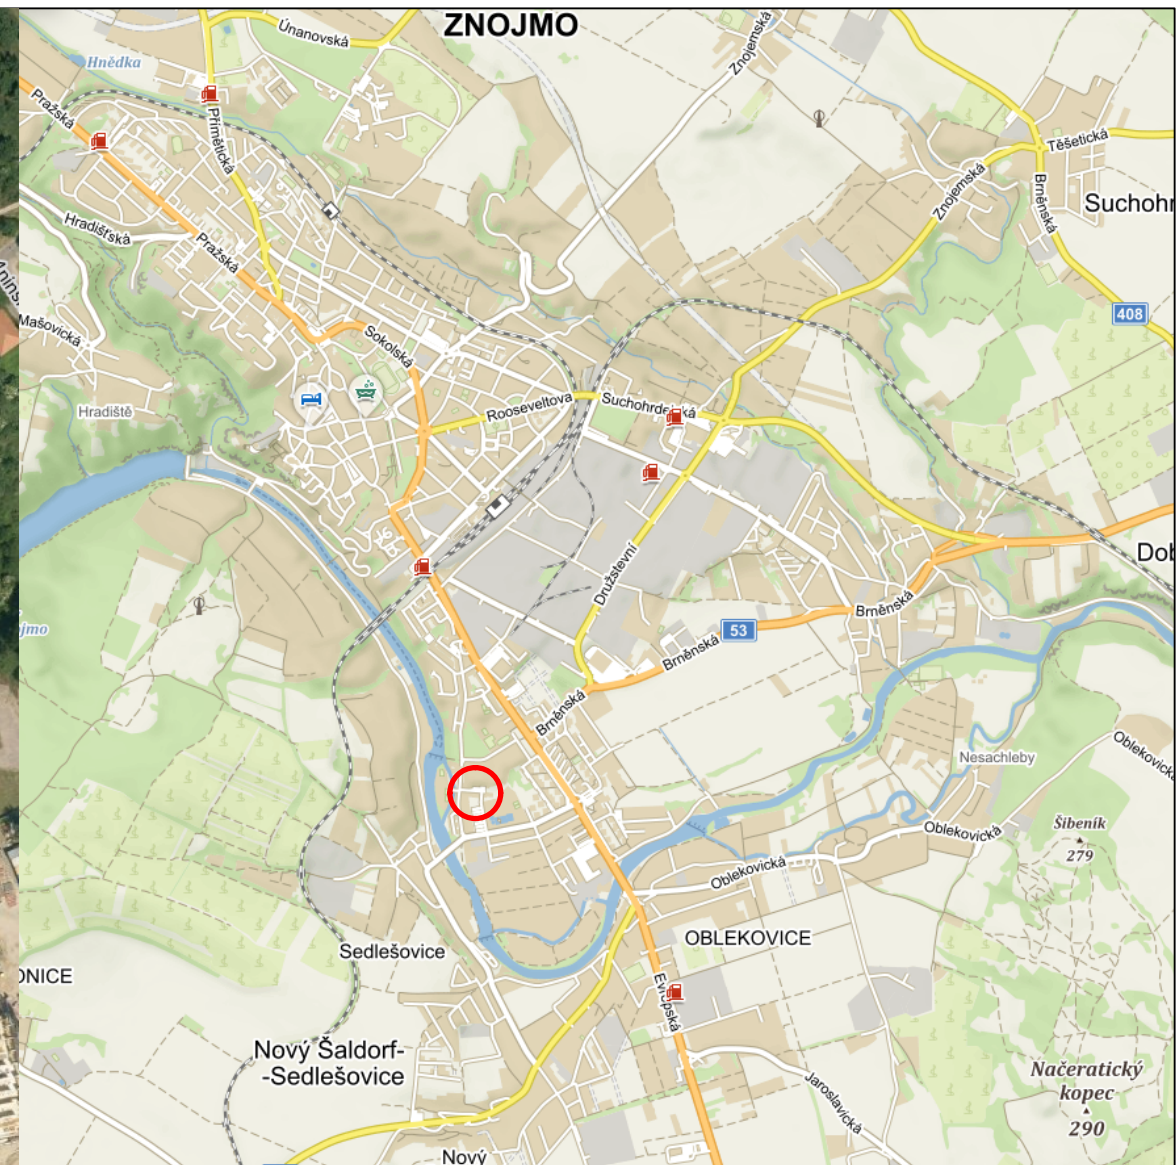 ZNOJMO
Únanovská
Znojemská
Hnědka
Pražská
Přímětická
Těšetická
Znojemská
Brněnská
Suchohr
Hradišťská
Pražská
Mašovická
408
Sokolská
Hradiště
Rooseveltova
Suchohrdelská
Družstevní
Dob
Brněnská
53
Brněnská
ojmo
Brněnská
Nesachleby
Oblekovická
Oblekovická
Šibeník
279
Oblekovická
OBLEKOVICE
Sedlešovice
ONICE
Evropská
Nový Šaldorf-
-Sedlešovice
Jaroslavická
Načeratický
kopec
290
Nový